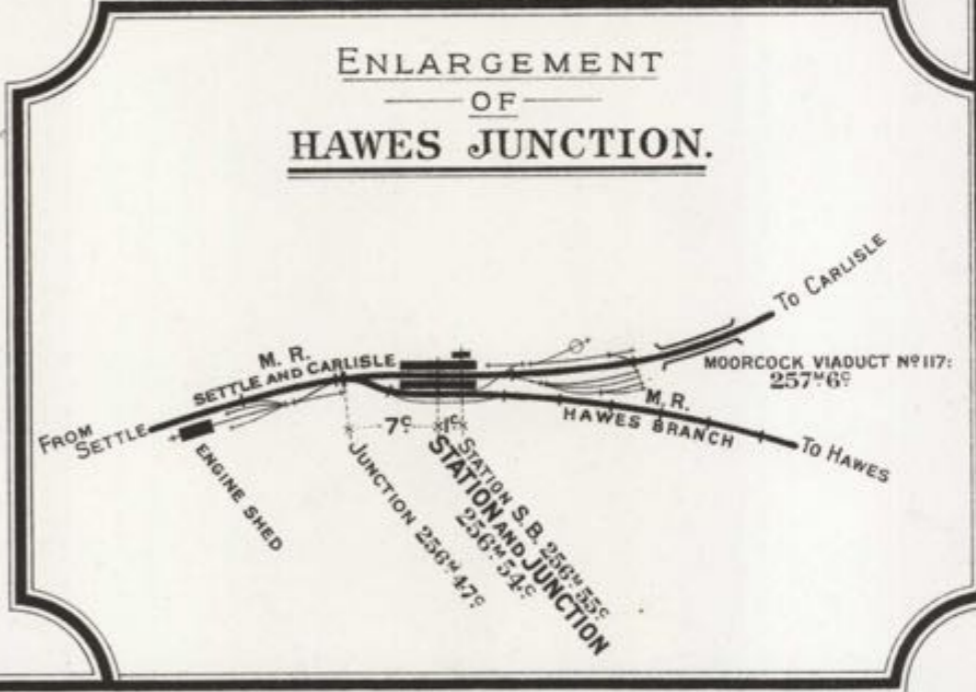 ENLARGEMENT
OF
HAWES JUNCTION.
To CARLISLE
MOORCOCK VIADUCT Nº 117:
257ᴹ 6ᶜ
M. R.
SETTLE AND CARLISLE
FROM
SETTLE
ENGINE SHED
7ᶜ
1ᶜ
M. R.
HAWES BRANCH
To HAWES
JUNCTION 256ᴹ 47ᶜ
STATION S.B. 256ᴹ 55ᶜ
STATION AND JUNCTION
256ᴹ 54ᶜ